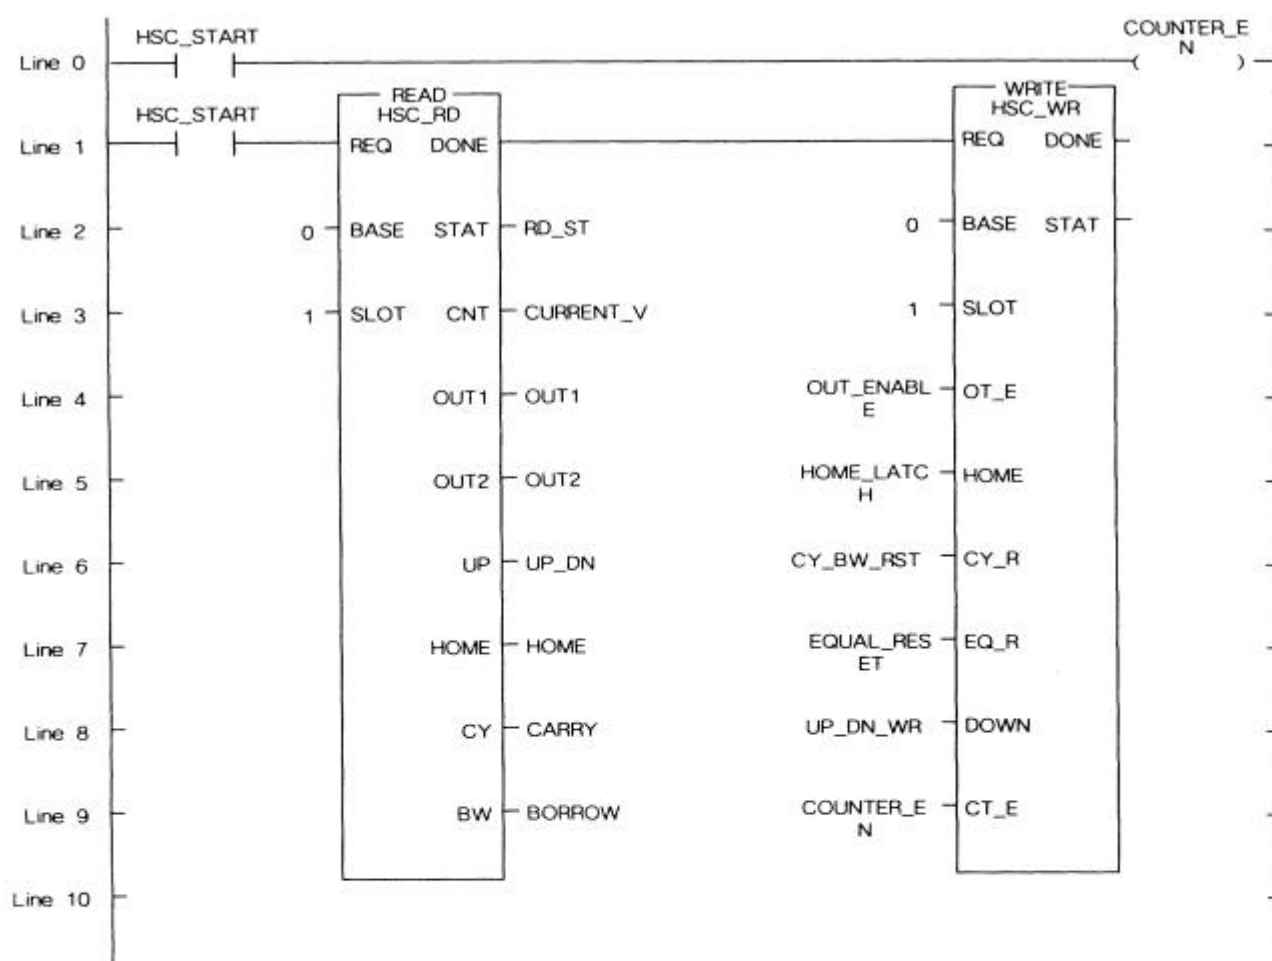 HSC_START
COUNTER_E
N
Line 0
( )
READ
WRITE
HSC_START
HSC_RD
HSC_WR
Line 1
REQ DONE
REQ DONE
Line 2
0 BASE STAT RD_ST
0 BASE STAT
Line 3
1 SLOT CNT CURRENT_V
1 SLOT
Line 4
OUT1 OUT1
OUT_ENABL
E
OT_E
Line 5
OUT2 OUT2
HOME_LATC
H
HOME
Line 6
UP UP_DN
CY_BW_RST CY_R
Line 7
HOME HOME
EQUAL_RES
ET
EQ_R
Line 8
CY CARRY
UP_DN_WR DOWN
Line 9
BW BORROW
COUNTER_E
N
CT_E
Line 10